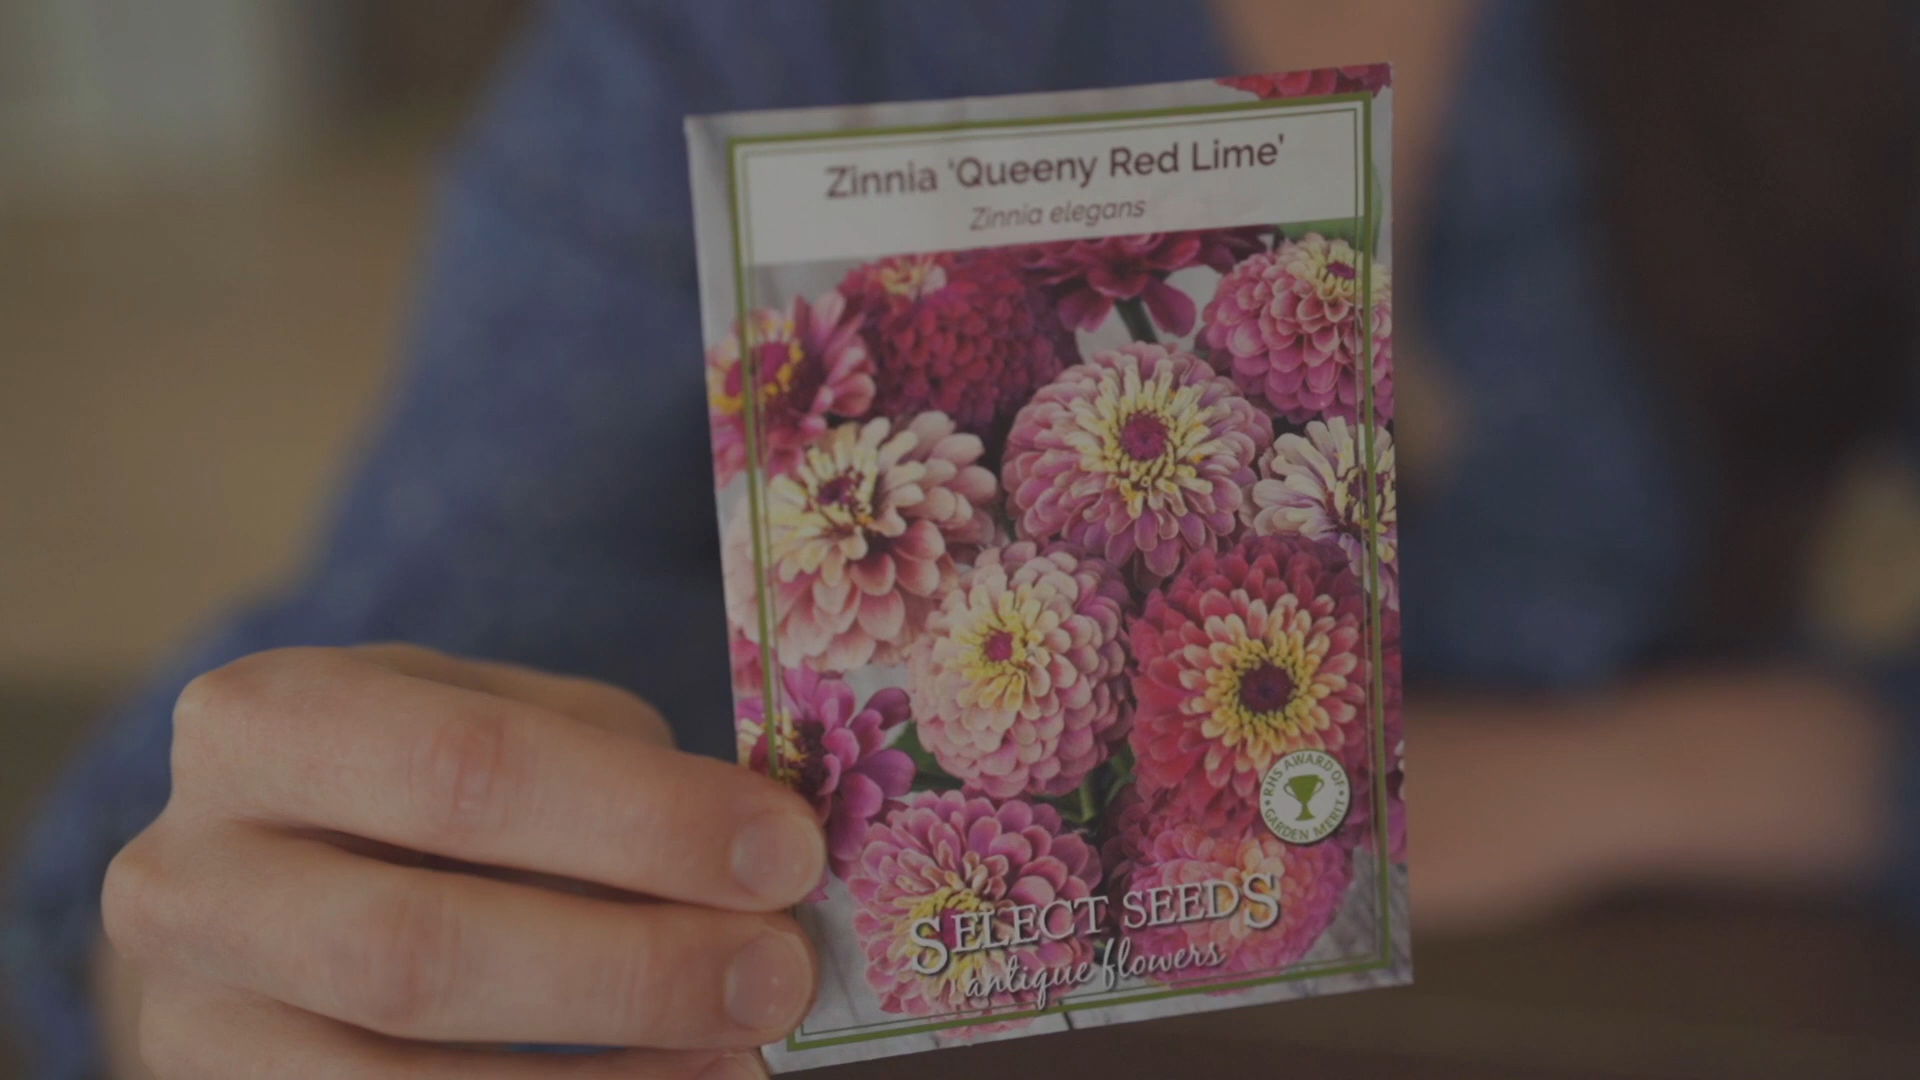 Zinnia 'Queeny Red Lime'
Zinnia elegans
RHS AWARD OF
GARDEN MERIT
SELECT SEEDS
antique flowers